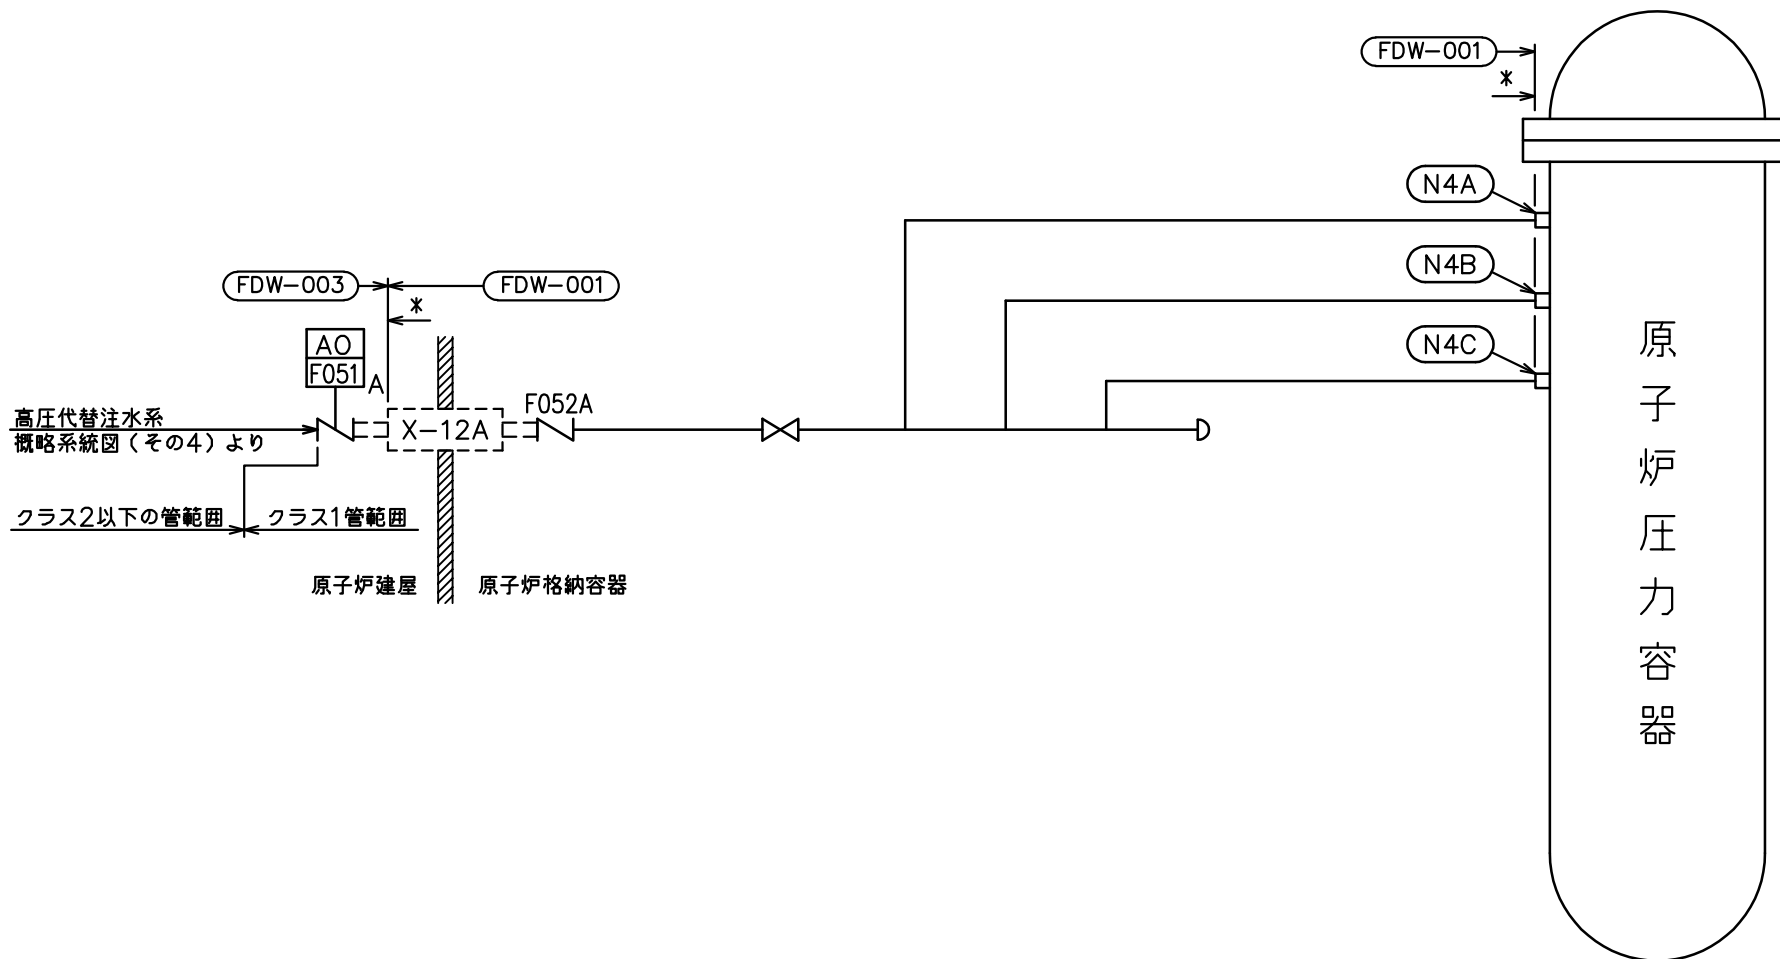 FDW-001
*
N4A
N4B
N4C
FDW-003
FDW-001
*
AO
F051
A
F052A
X-12A
高圧代替注水系
概略系統図(その4)より
クラス2以下の管範囲
クラス1管範囲
原子炉建屋
原子炉格納容器
原子炉圧力容器